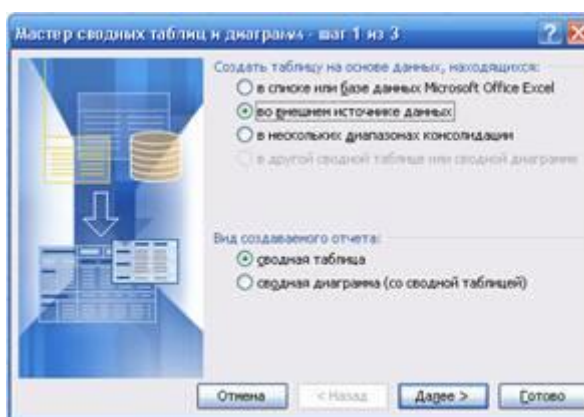 Мастер сводных таблиц и диаграмм - шаг 1 из 3
Создать таблицу на основе данных, находящихся:
в списке или базе данных Microsoft Office Excel
во внешнем источнике данных
в нескольких диапазонах консолидации
в другой сводной таблице или сводной диаграмме
Вид создаваемого отчета:
сводная таблица
сводная диаграмма (со сводной таблицей)
Отмена
< Назад
Далее >
Готово